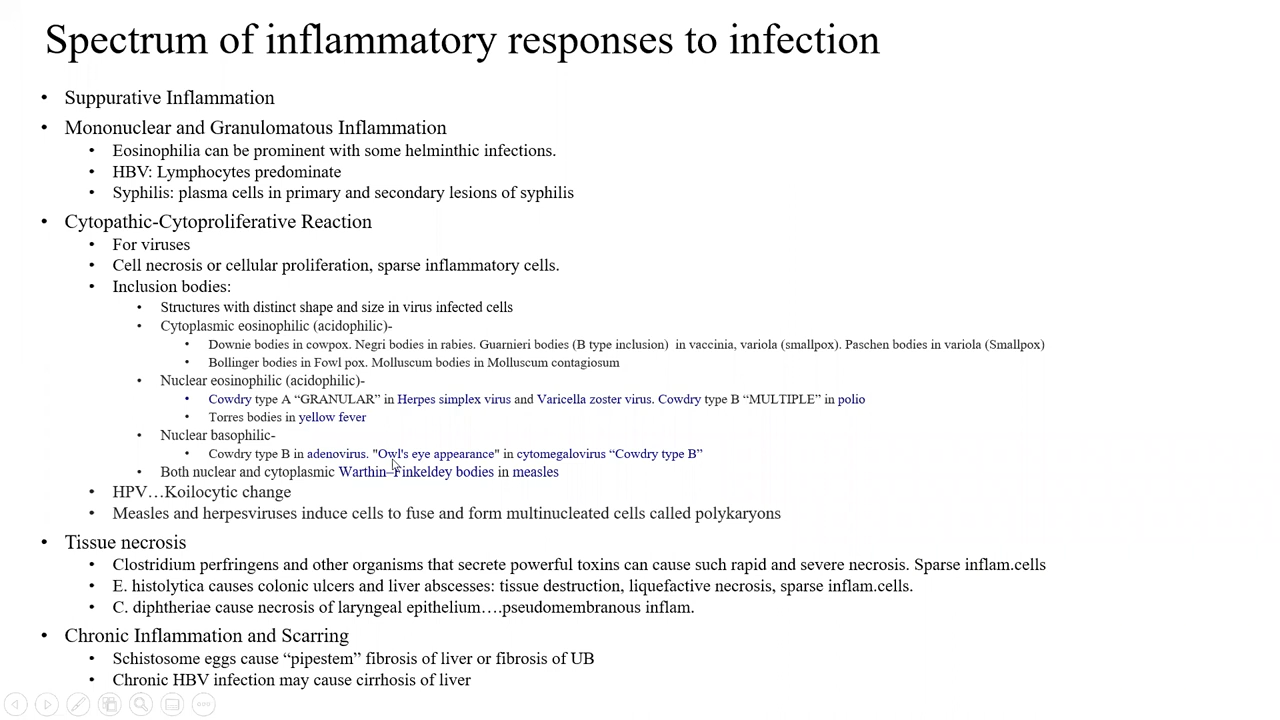 Spectrum of inflammatory responses to infection
• Suppurative Inflammation
• Mononuclear and Granulomatous Inflammation
• Eosinophilia can be prominent with some helminthic infections.
• HBV: Lymphocytes predominate
• Syphilis: plasma cells in primary and secondary lesions of syphilis
• Cytopathic-Cytoproliferative Reaction
• For viruses
• Cell necrosis or cellular proliferation, sparse inflammatory cells.
• Inclusion bodies:
• Structures with distinct shape and size in virus infected cells
• Cytoplasmic eosinophilic (acidophilic)-
• Downie bodies in cowpox. Negri bodies in rabies. Guarnieri bodies (B type inclusion) in vaccinia, variola (smallpox). Paschen bodies in variola (Smallpox)
• Bollinger bodies in Fowl pox. Molluscum bodies in Molluscum contagiosum
• Nuclear eosinophilic (acidophilic)-
• Cowdry type A “GRANULAR” in Herpes simplex virus and Varicella zoster virus. Cowdry type B “MULTIPLE” in polio
• Torres bodies in yellow fever
• Nuclear basophilic-
• Cowdry type B in adenovirus. "Owl's eye appearance" in cytomegalovirus “Cowdry type B”
• Both nuclear and cytoplasmic Warthin–Finkeldey bodies in measles
• HPV…Koilocytic change
• Measles and herpesviruses induce cells to fuse and form multinucleated cells called polykaryons
• Tissue necrosis
• Clostridium perfringens and other organisms that secrete powerful toxins can cause such rapid and severe necrosis. Sparse inflam.cells
• E. histolytica causes colonic ulcers and liver abscesses: tissue destruction, liquefactive necrosis, sparse inflam.cells.
• C. diphtheriae cause necrosis of laryngeal epithelium….pseudomembranous inflam.
• Chronic Inflammation and Scarring
• Schistosome eggs cause “pipestem” fibrosis of liver or fibrosis of UB
• Chronic HBV infection may cause cirrhosis of liver